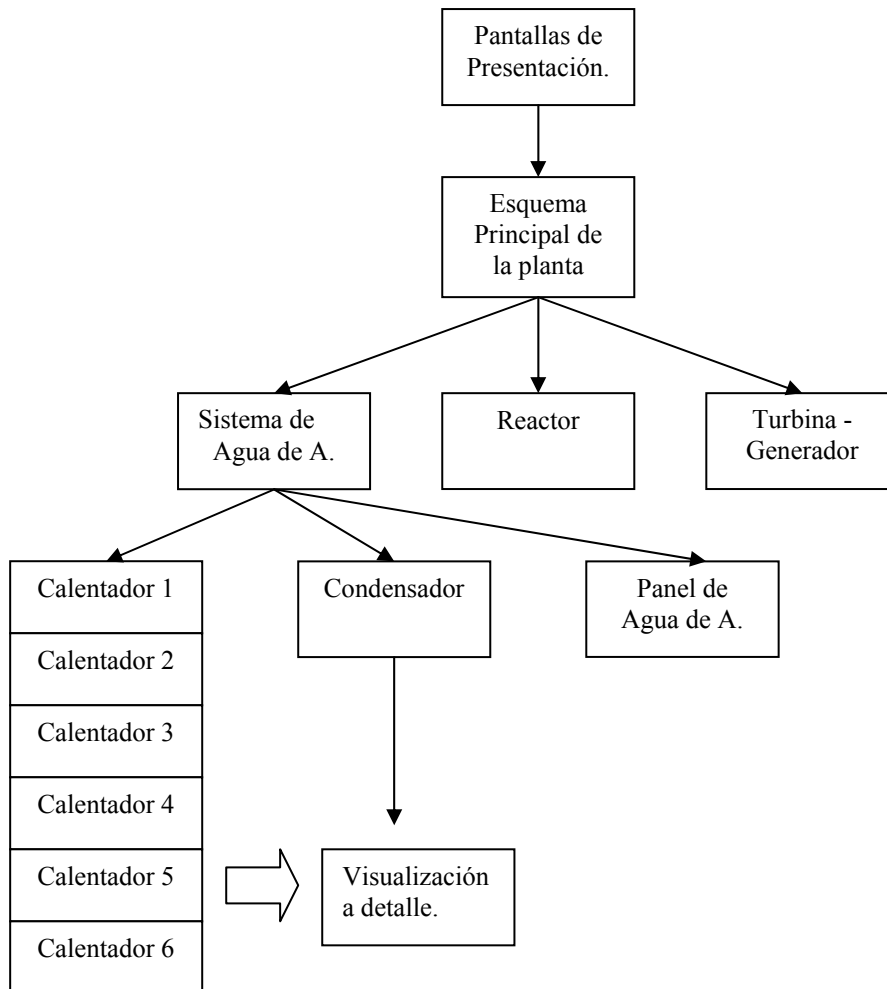 Pantallas de
Presentación.
Esquema
Principal de
la planta
Sistema de
Agua de A.
Reactor
Turbina -
Generador
Calentador 1
Calentador 2
Calentador 3
Calentador 4
Calentador 5
Calentador 6
Condensador
Panel de
Agua de A.
Visualización
a detalle.